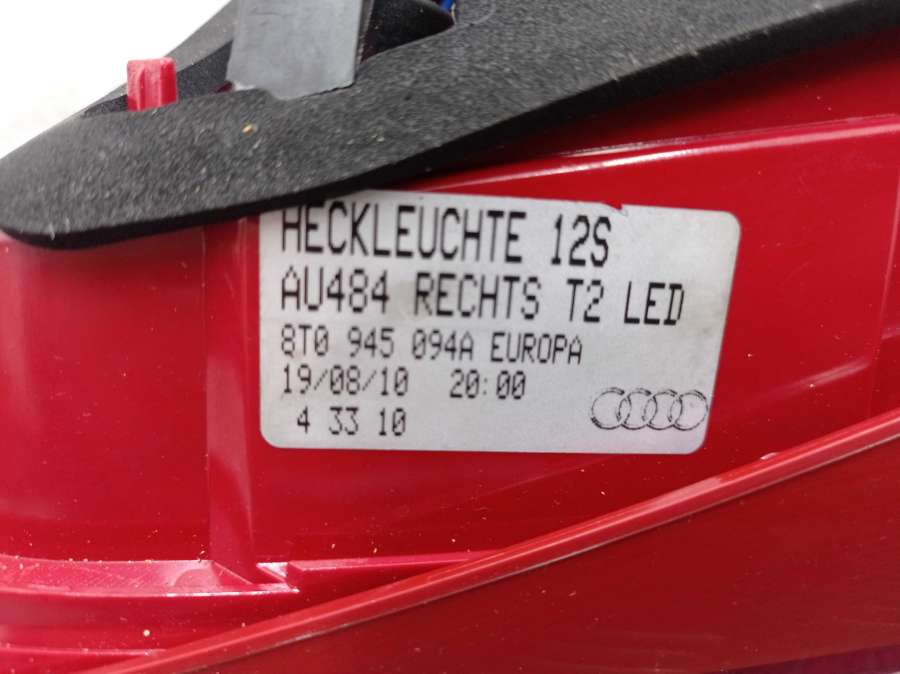 HECKLEUCHTE 12S
AU484 RECHTS T2 LED
8T0 945 094A EUROPA
19/08/10 20:00
4 33 10